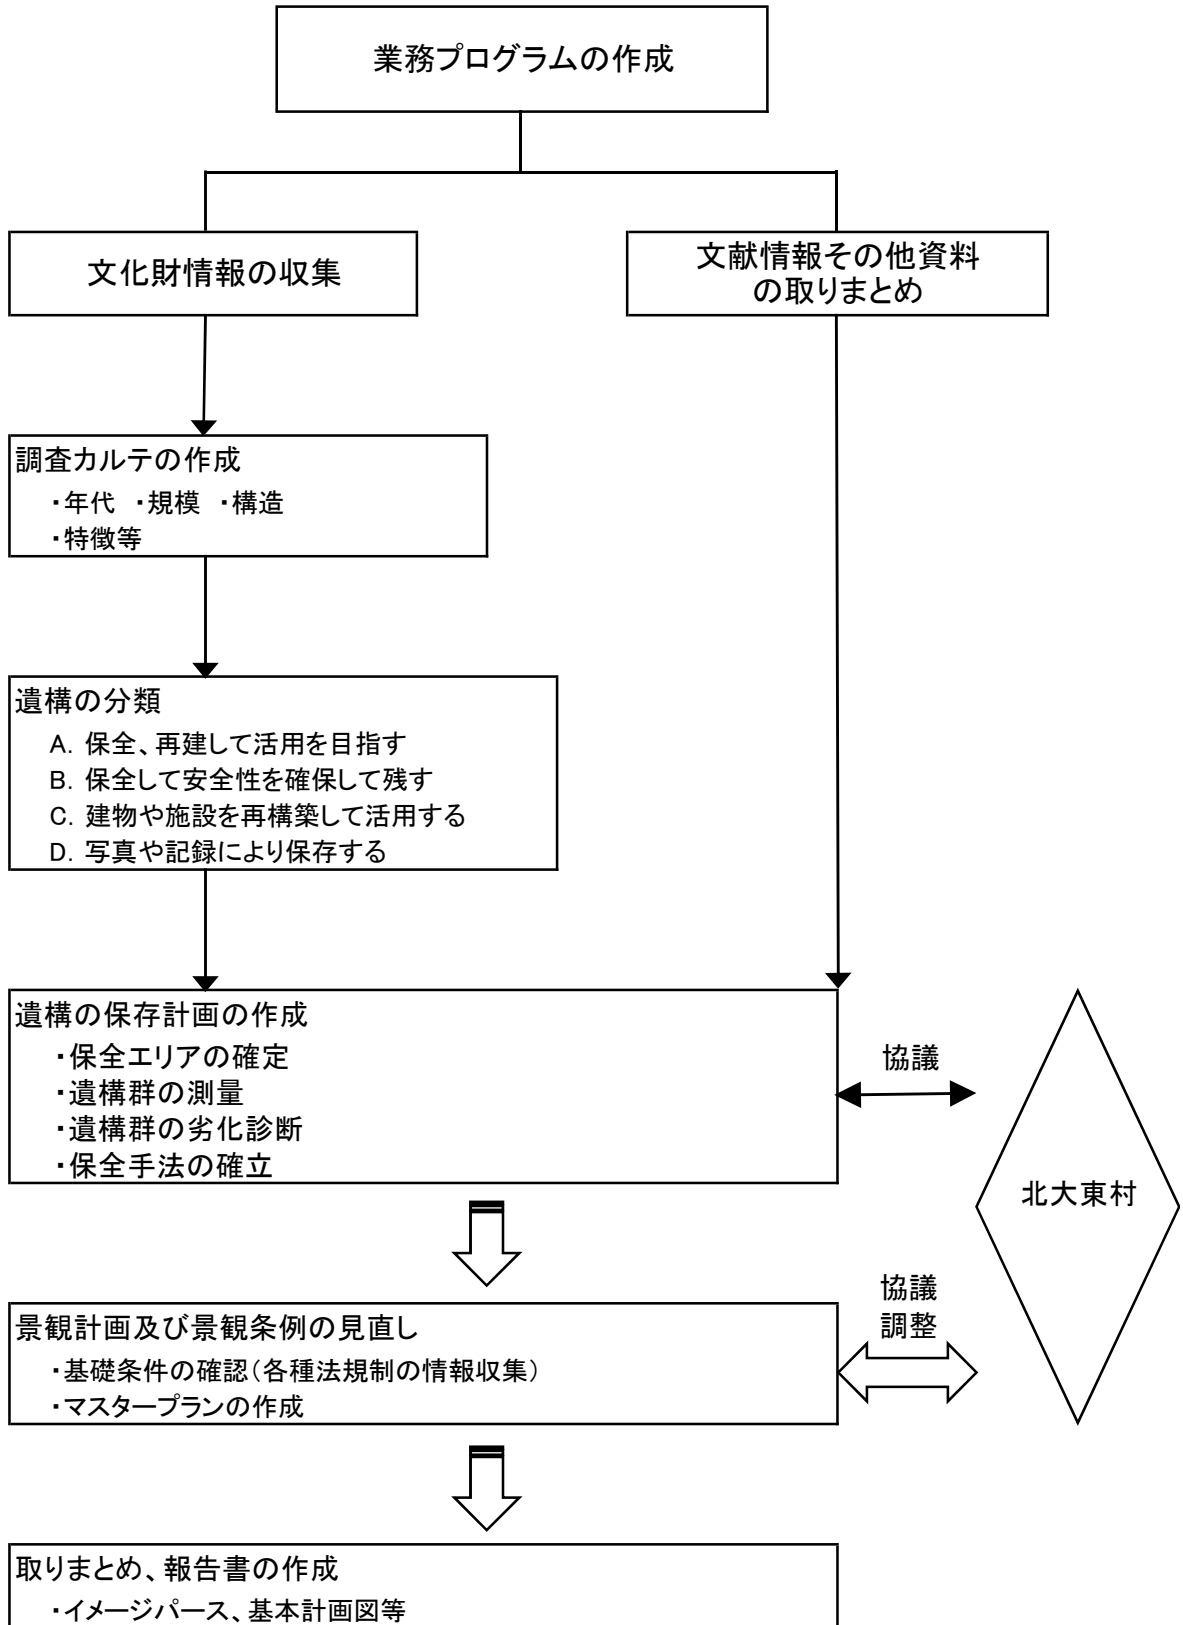 業務プログラムの作成
文化財情報の収集
文献情報その他資料
の取りまとめ
調査カルテの作成
・年代 ・規模 ・構造
・特徴等
遺構の分類
A. 保全、再建して活用を目指す
B. 保全して安全性を確保して残す
C. 建物や施設を再構築して活用する
D. 写真や記録により保存する
遺構の保存計画の作成
・保全エリアの確定
・遺構群の測量
・遺構群の劣化診断
・保全手法の確立
協議
北大東村
景観計画及び景観条例の見直し
・基礎条件の確認(各種法規制の情報収集)
・マスタープランの作成
協議
調整
取りまとめ、報告書の作成
・イメージパース、基本計画図等